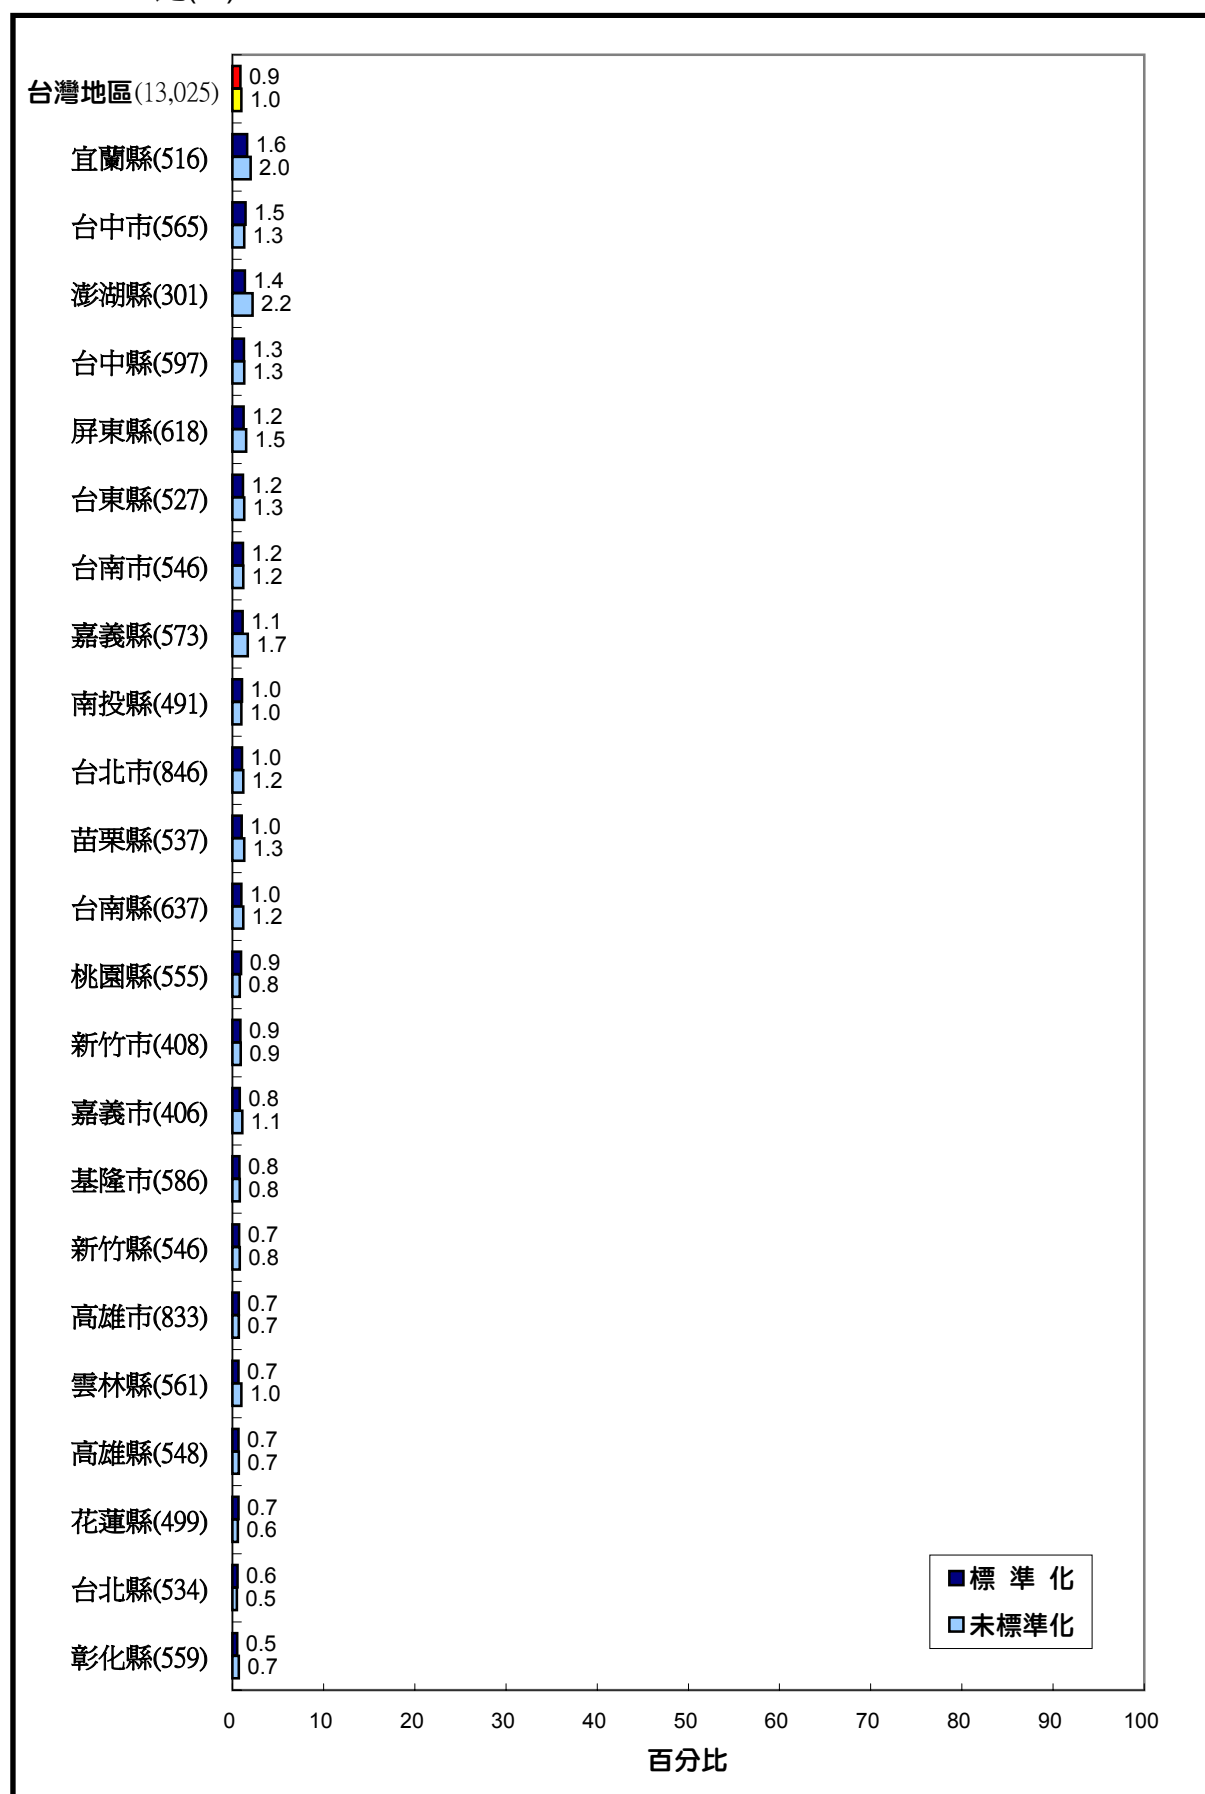 台灣地區(13,025) 0.9
1.0
宜蘭縣(516) 1.6
2.0
台中市(565) 1.5
1.3
澎湖縣(301) 1.4
2.2
台中縣(597) 1.3
1.3
屏東縣(618) 1.2
1.5
台東縣(527) 1.2
1.3
台南市(546) 1.2
1.2
嘉義縣(573) 1.1
1.7
南投縣(491) 1.0
1.0
台北市(846) 1.0
1.2
苗栗縣(537) 1.0
1.3
台南縣(637) 1.0
1.2
桃園縣(555) 0.9
0.8
新竹市(408) 0.9
0.9
嘉義市(406) 0.8
1.1
基隆市(586) 0.8
0.8
新竹縣(546) 0.7
0.8
高雄市(833) 0.7
0.7
雲林縣(561) 0.7
1.0
高雄縣(548) 0.7
0.7
花蓮縣(499) 0.7
0.6
台北縣(534) 0.6
0.5
彰化縣(559) 0.5
0.7
標 準 化
未標準化
0 10 20 30 40 50 60 70 80 90 100
百分比